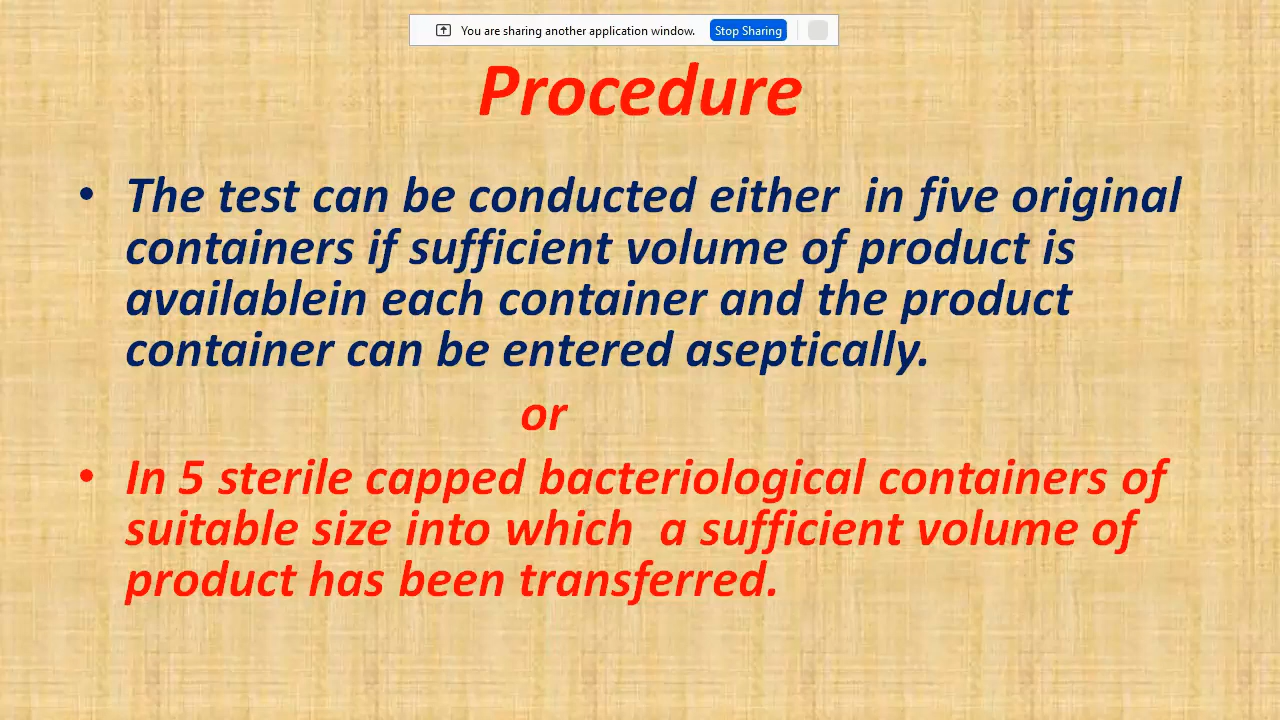 You are sharing another application window. Stop Sharing
Procedure
• The test can be conducted either in five original
containers if sufficient volume of product is
availablein each container and the product
container can be entered aseptically.
or
• In 5 sterile capped bacteriological containers of
suitable size into which a sufficient volume of
product has been transferred.